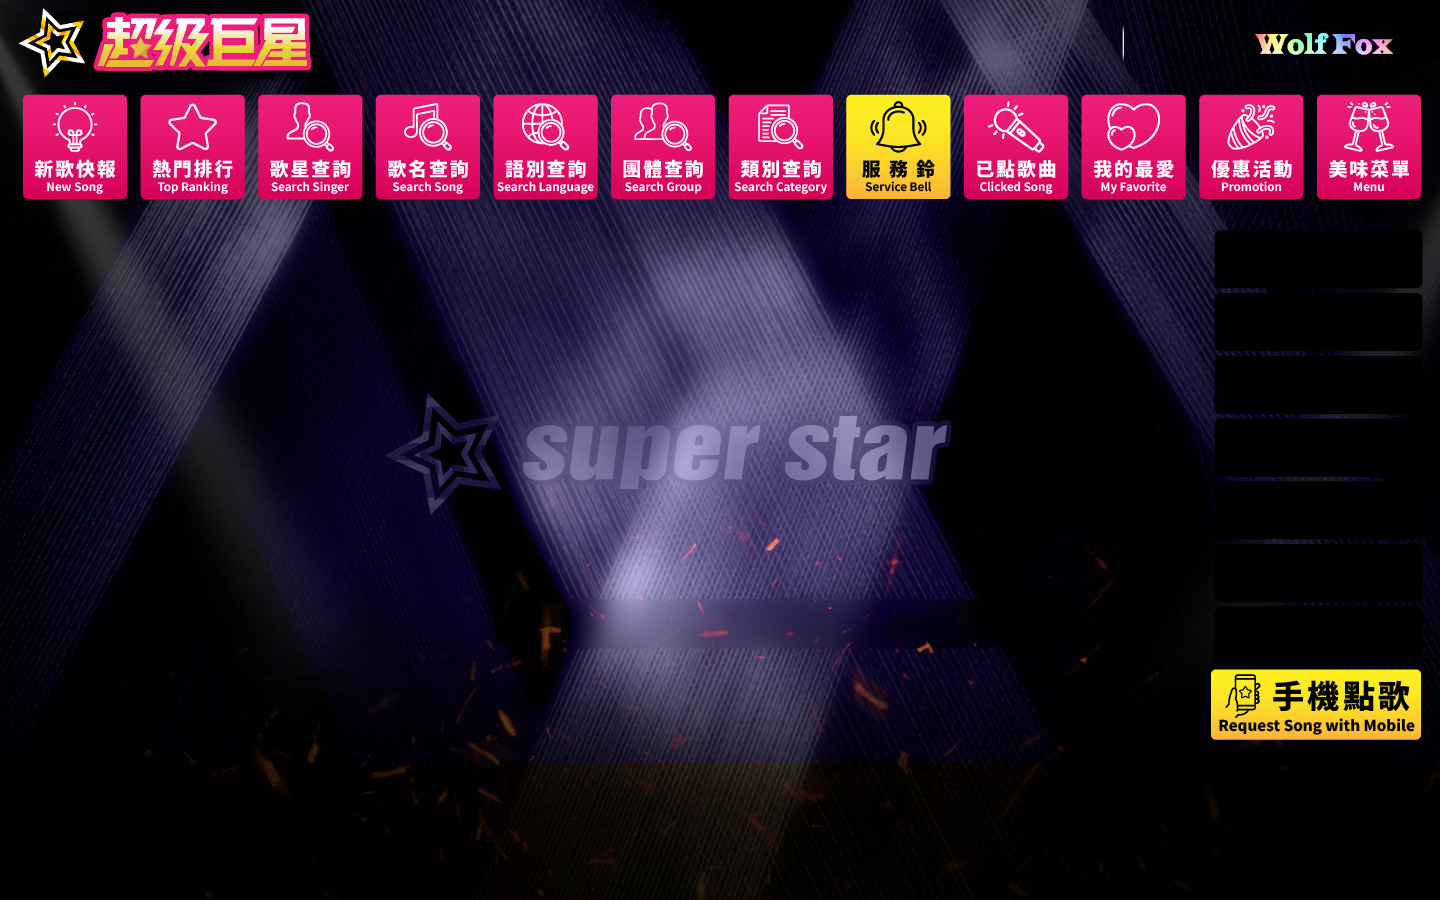 超级巨星
Wolf Fox
新歌快報
New Song
熱門排行
Top Ranking
歌星查詢
Search Singer
歌名查詢
Search Song
語別查詢
Search Language
團體查詢
Search Group
類別查詢
Search Category
服務鈴
Service Bell
已點歌曲
Clicked Song
我的最愛
My Favorite
優惠活動
Promotion
美味菜單
Menu
super star
手機點歌
Request Song with Mobile